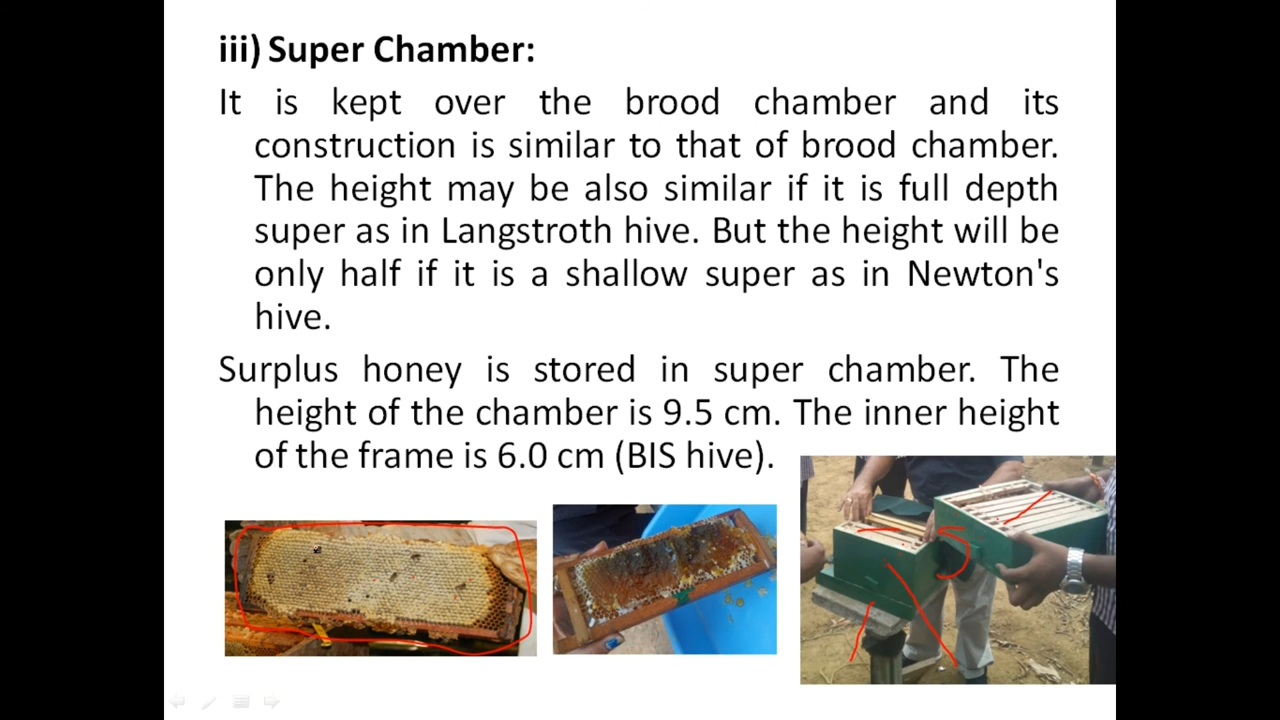 iii) Super Chamber:
It is kept over the brood chamber and its
construction is similar to that of brood chamber.
The height may be also similar if it is full depth
super as in Langstroth hive. But the height will be
only half if it is a shallow super as in Newton's
hive.
Surplus honey is stored in super chamber. The
height of the chamber is 9.5 cm. The inner height
of the frame is 6.0 cm (BIS hive).